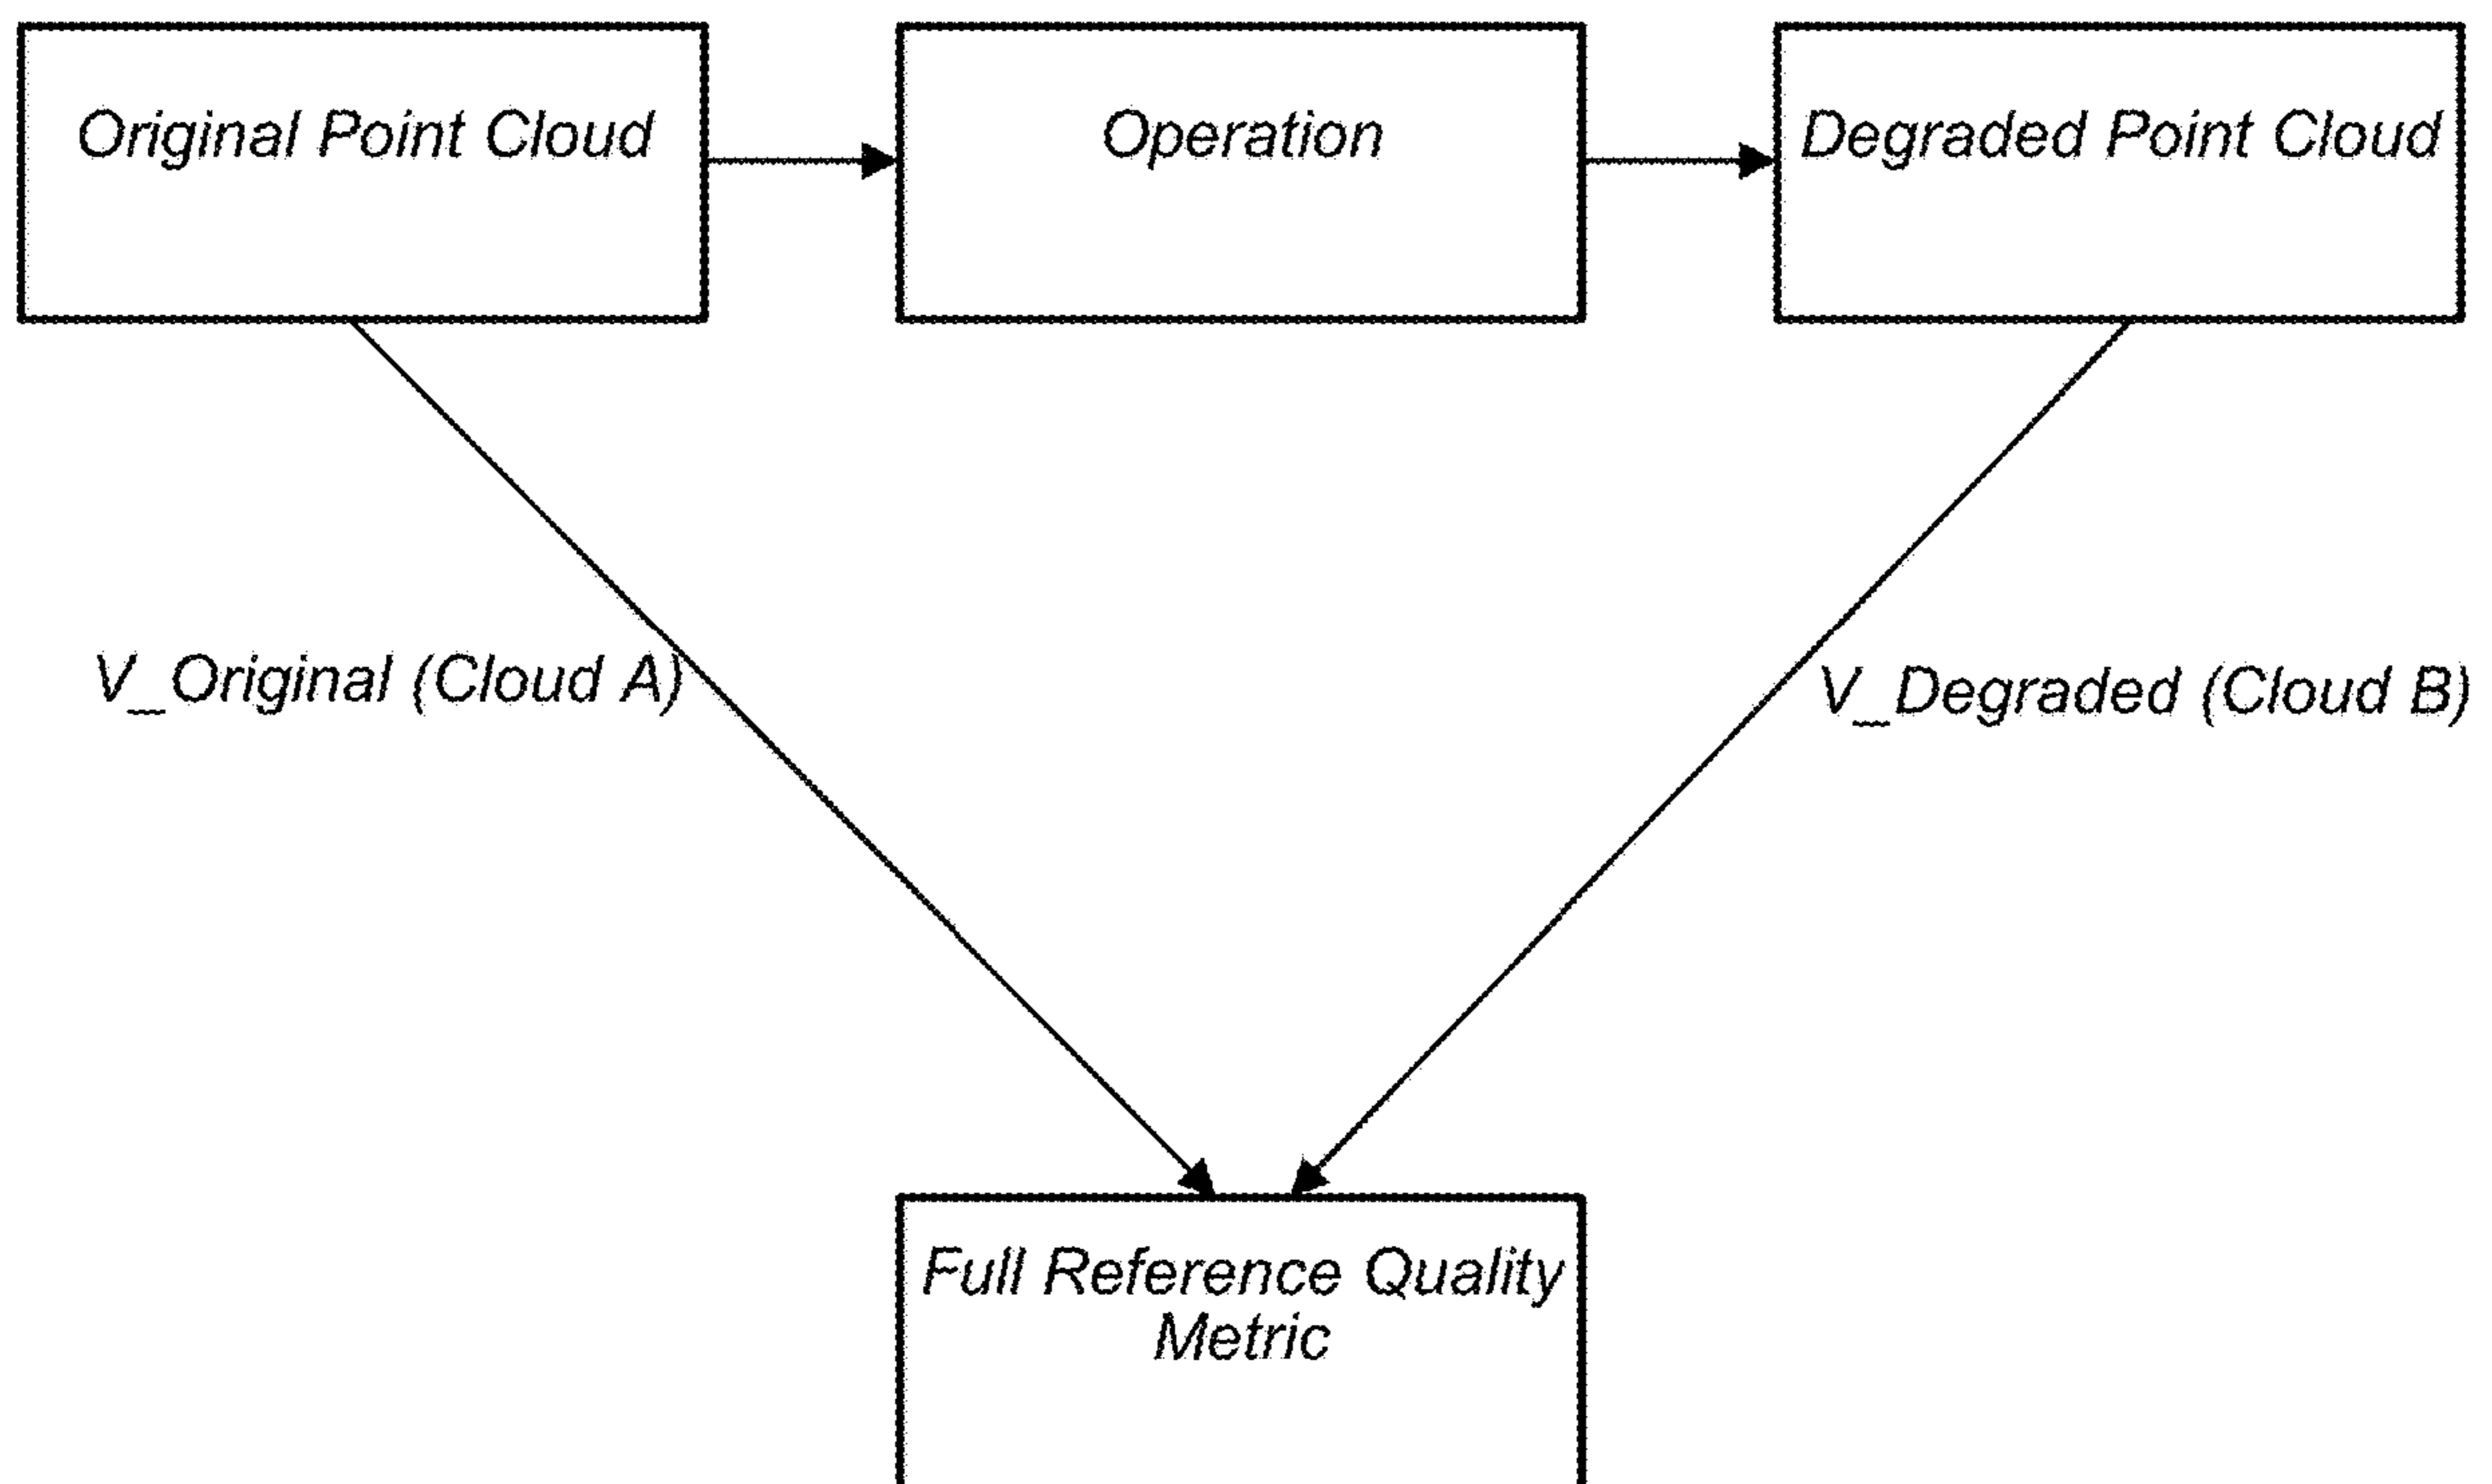 Original Point Cloud
Operation
Degraded Point Cloud
V_Original (Cloud A)
V_Degraded (Cloud B)
Full Reference Quality
Metric